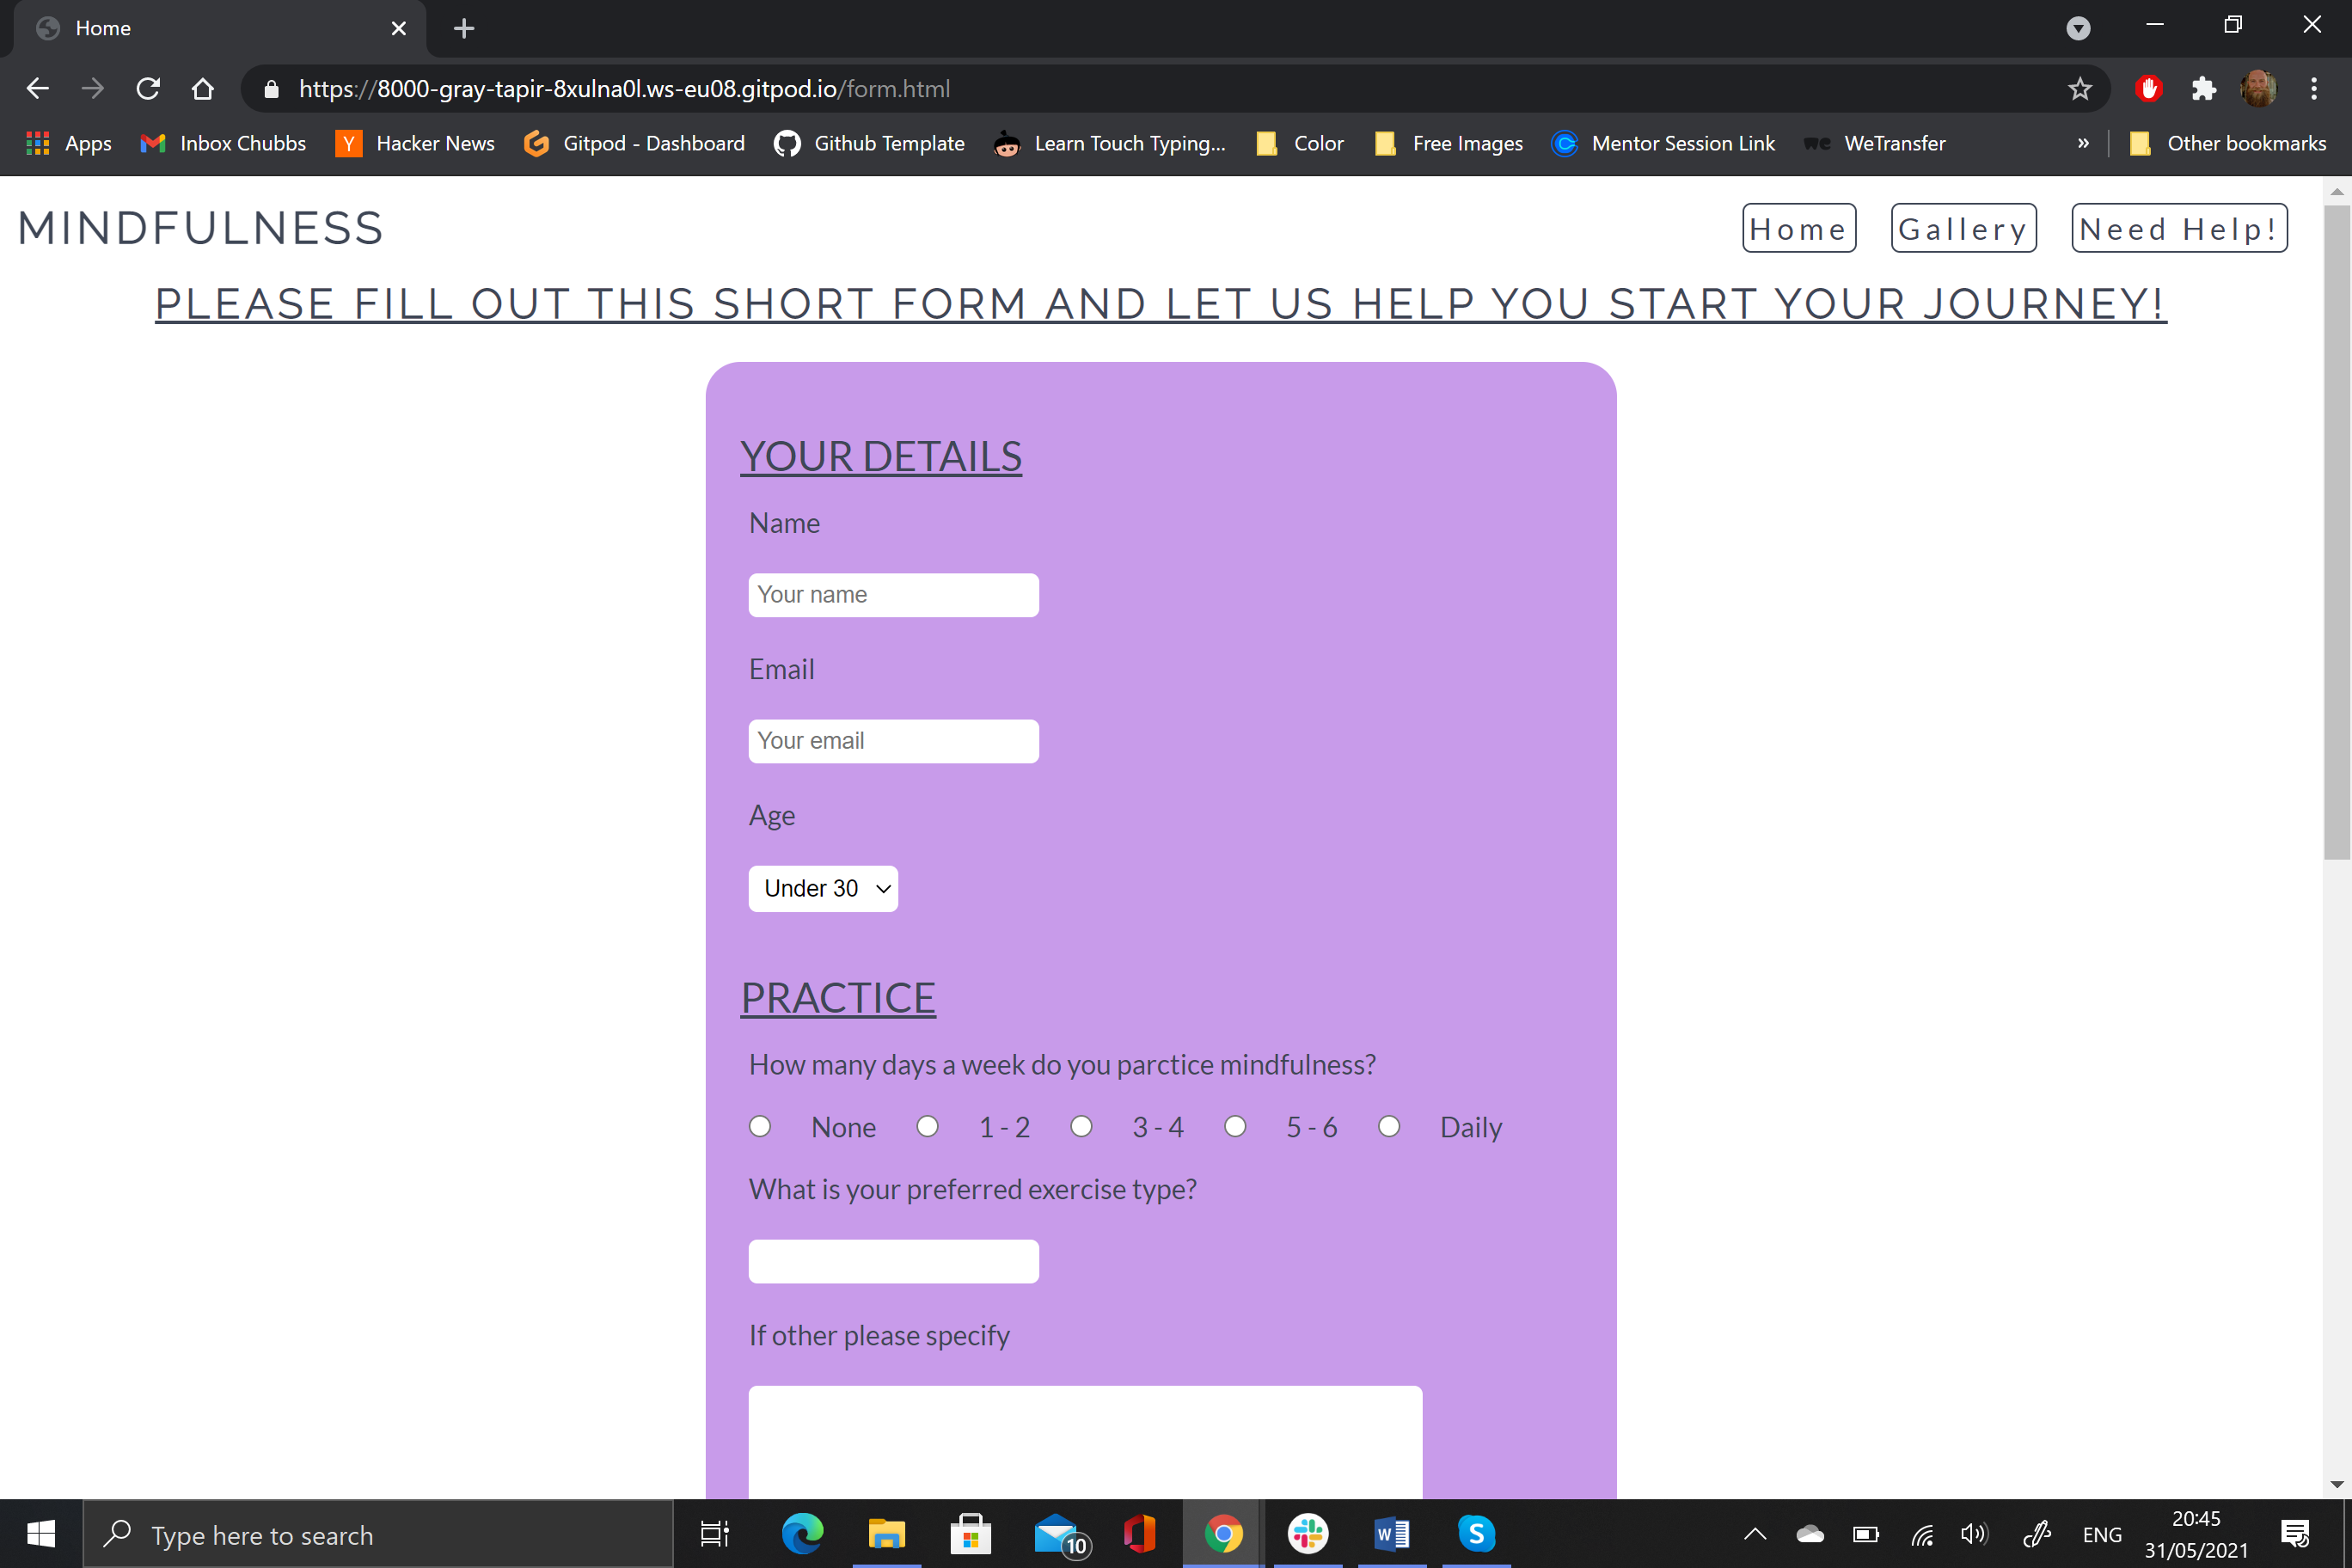 Home
https://8000-gray-tapir-8xulna0l.ws-eu08.gitpod.io/form.html
Apps Inbox Chubbs Y Hacker News Gitpod - Dashboard Github Template Learn Touch Typing... Color Free Images Mentor Session Link we WeTransfer » Other bookmarks
MINDFULNESS Home Gallery Need Help!
PLEASE FILL OUT THIS SHORT FORM AND LET US HELP YOU START YOUR JOURNEY!
YOUR DETAILS
Name
Your name
Email
Your email
Age
Under 30
PRACTICE
How many days a week do you parctice mindfulness?
None 1 - 2 3 - 4 5 - 6 Daily
What is your preferred exercise type?
If other please specify
Type here to search 10 W S ENG 20:45
31/05/2021